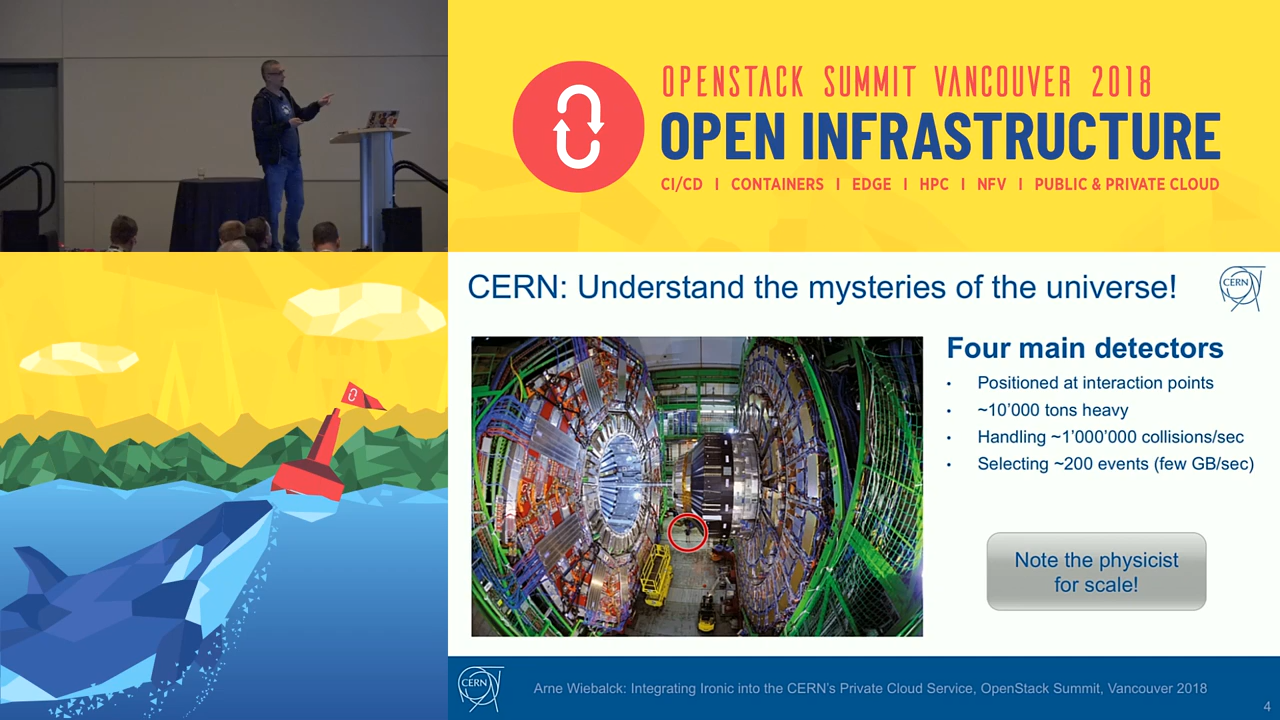 OPENSTACK SUMMIT VANCOUVER 2018
OPEN INFRASTRUCTURE
CI/CD I CONTAINERS I EDGE I HPC I NFV I PUBLIC & PRIVATE CLOUD
CERN: Understand the mysteries of the universe!
CERN
Four main detectors
• Positioned at interaction points
• ~10'000 tons heavy
• Handling ~1'000'000 collisions/sec
• Selecting ~200 events (few GB/sec)
Note the physicist
for scale!
CERN
Arne Wiebalck: Integrating Ironic into the CERN's Private Cloud Service, OpenStack Summit, Vancouver 2018
4